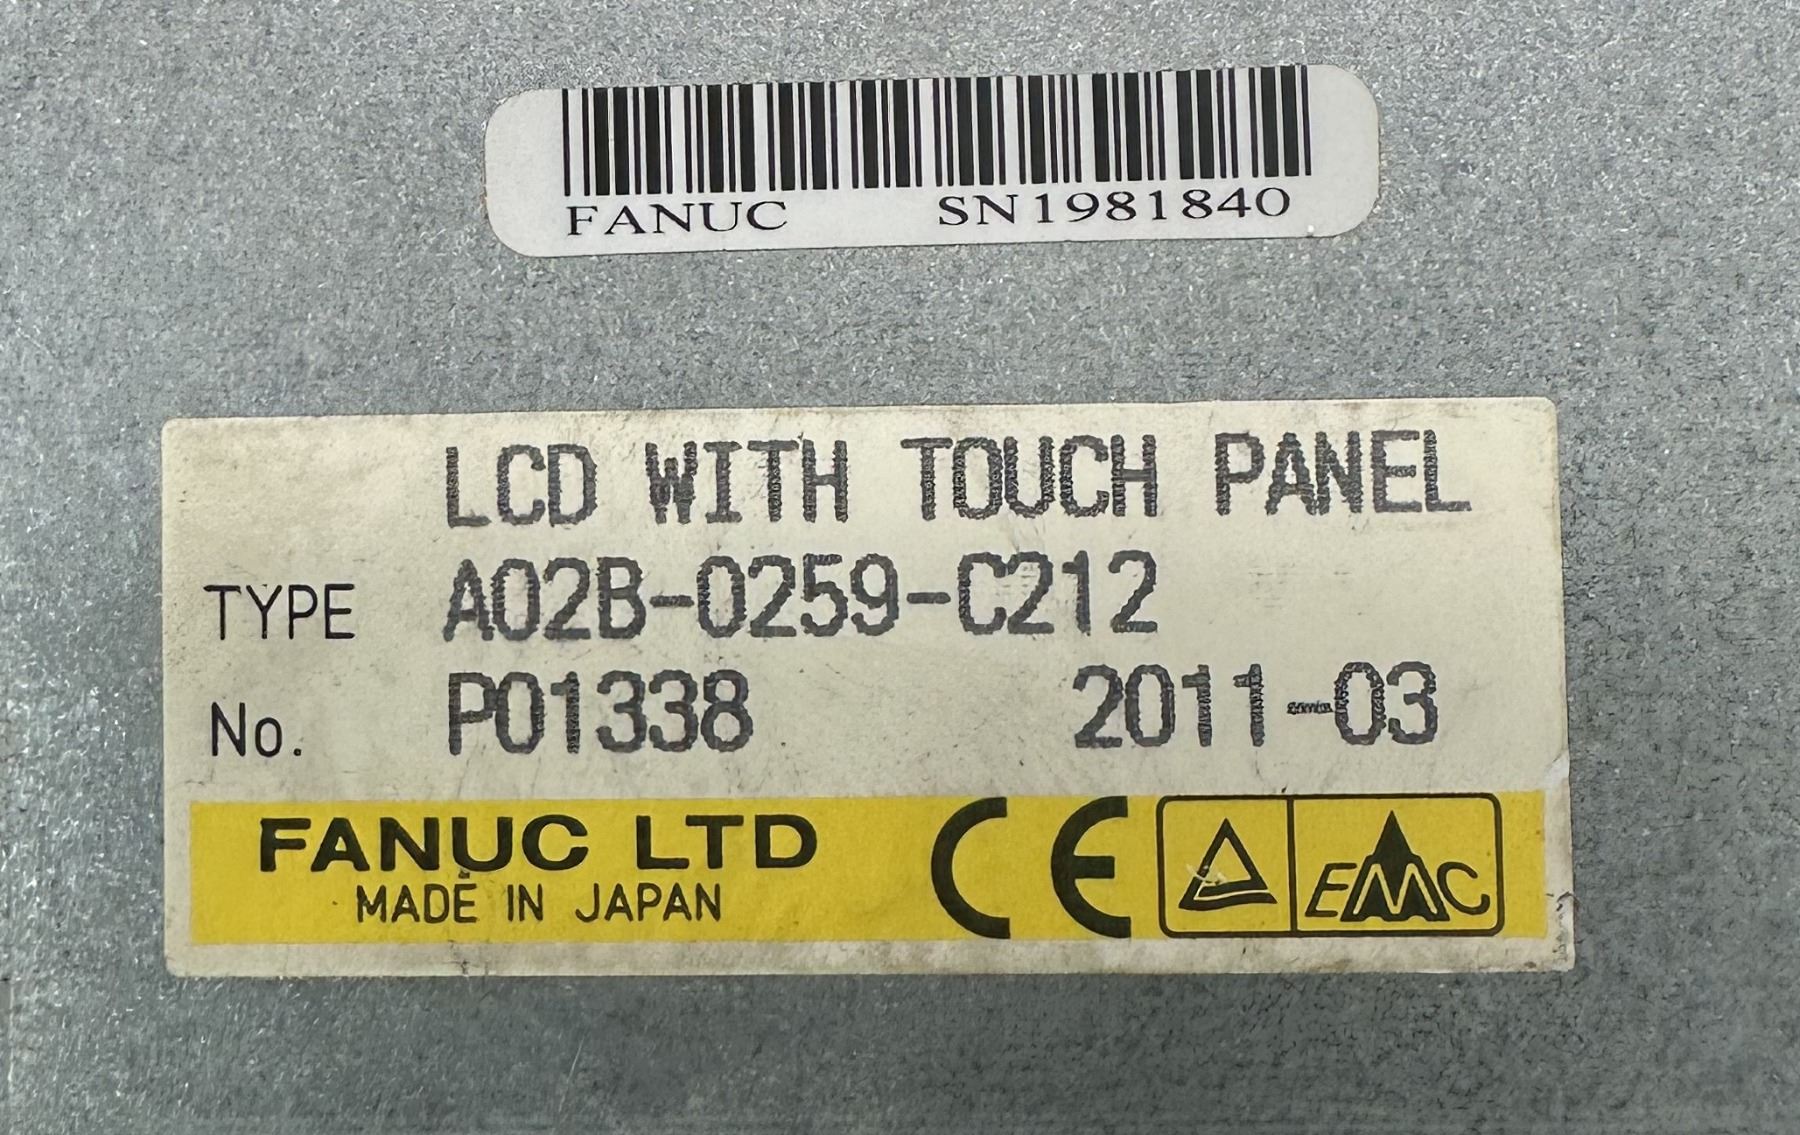 FANUC SN1981840
LCD WITH TOUCH PANEL
TYPE A02B-0259-C212
No. P01338 2011-03
FANUC LTD
MADE IN JAPAN
CE
EMC